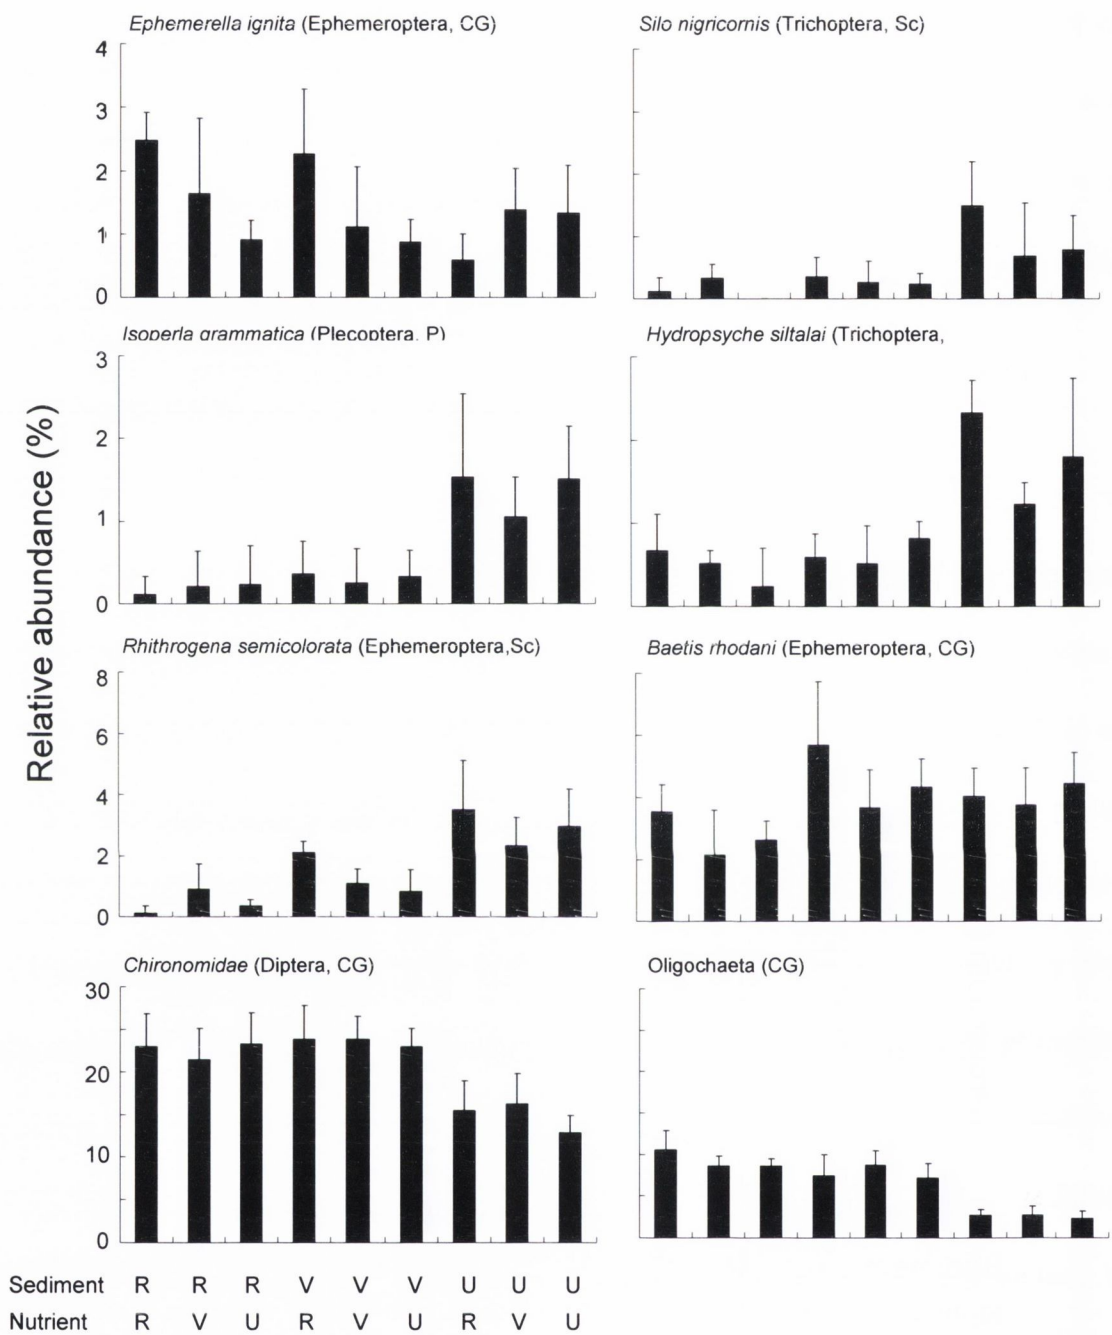 Ephemerella ignita (Ephemeroptera, CG)
Silo nigricornis (Trichoptera, Sc)
4
3
2
1
0
Isoperla grammatica (Plecoptera, P)
Hydropsyche siltalai (Trichoptera,
3
2
1
0
Relative abundance (%)
Rhithrogena semicolorata (Ephemeroptera,Sc)
Baetis rhodani (Ephemeroptera, CG)
8
6
4
2
0
Chironomidae (Diptera, CG)
Oligochaeta (CG)
30
20
10
0
Sediment R R R V V V U U U
Nutrient R V U R V U R V U